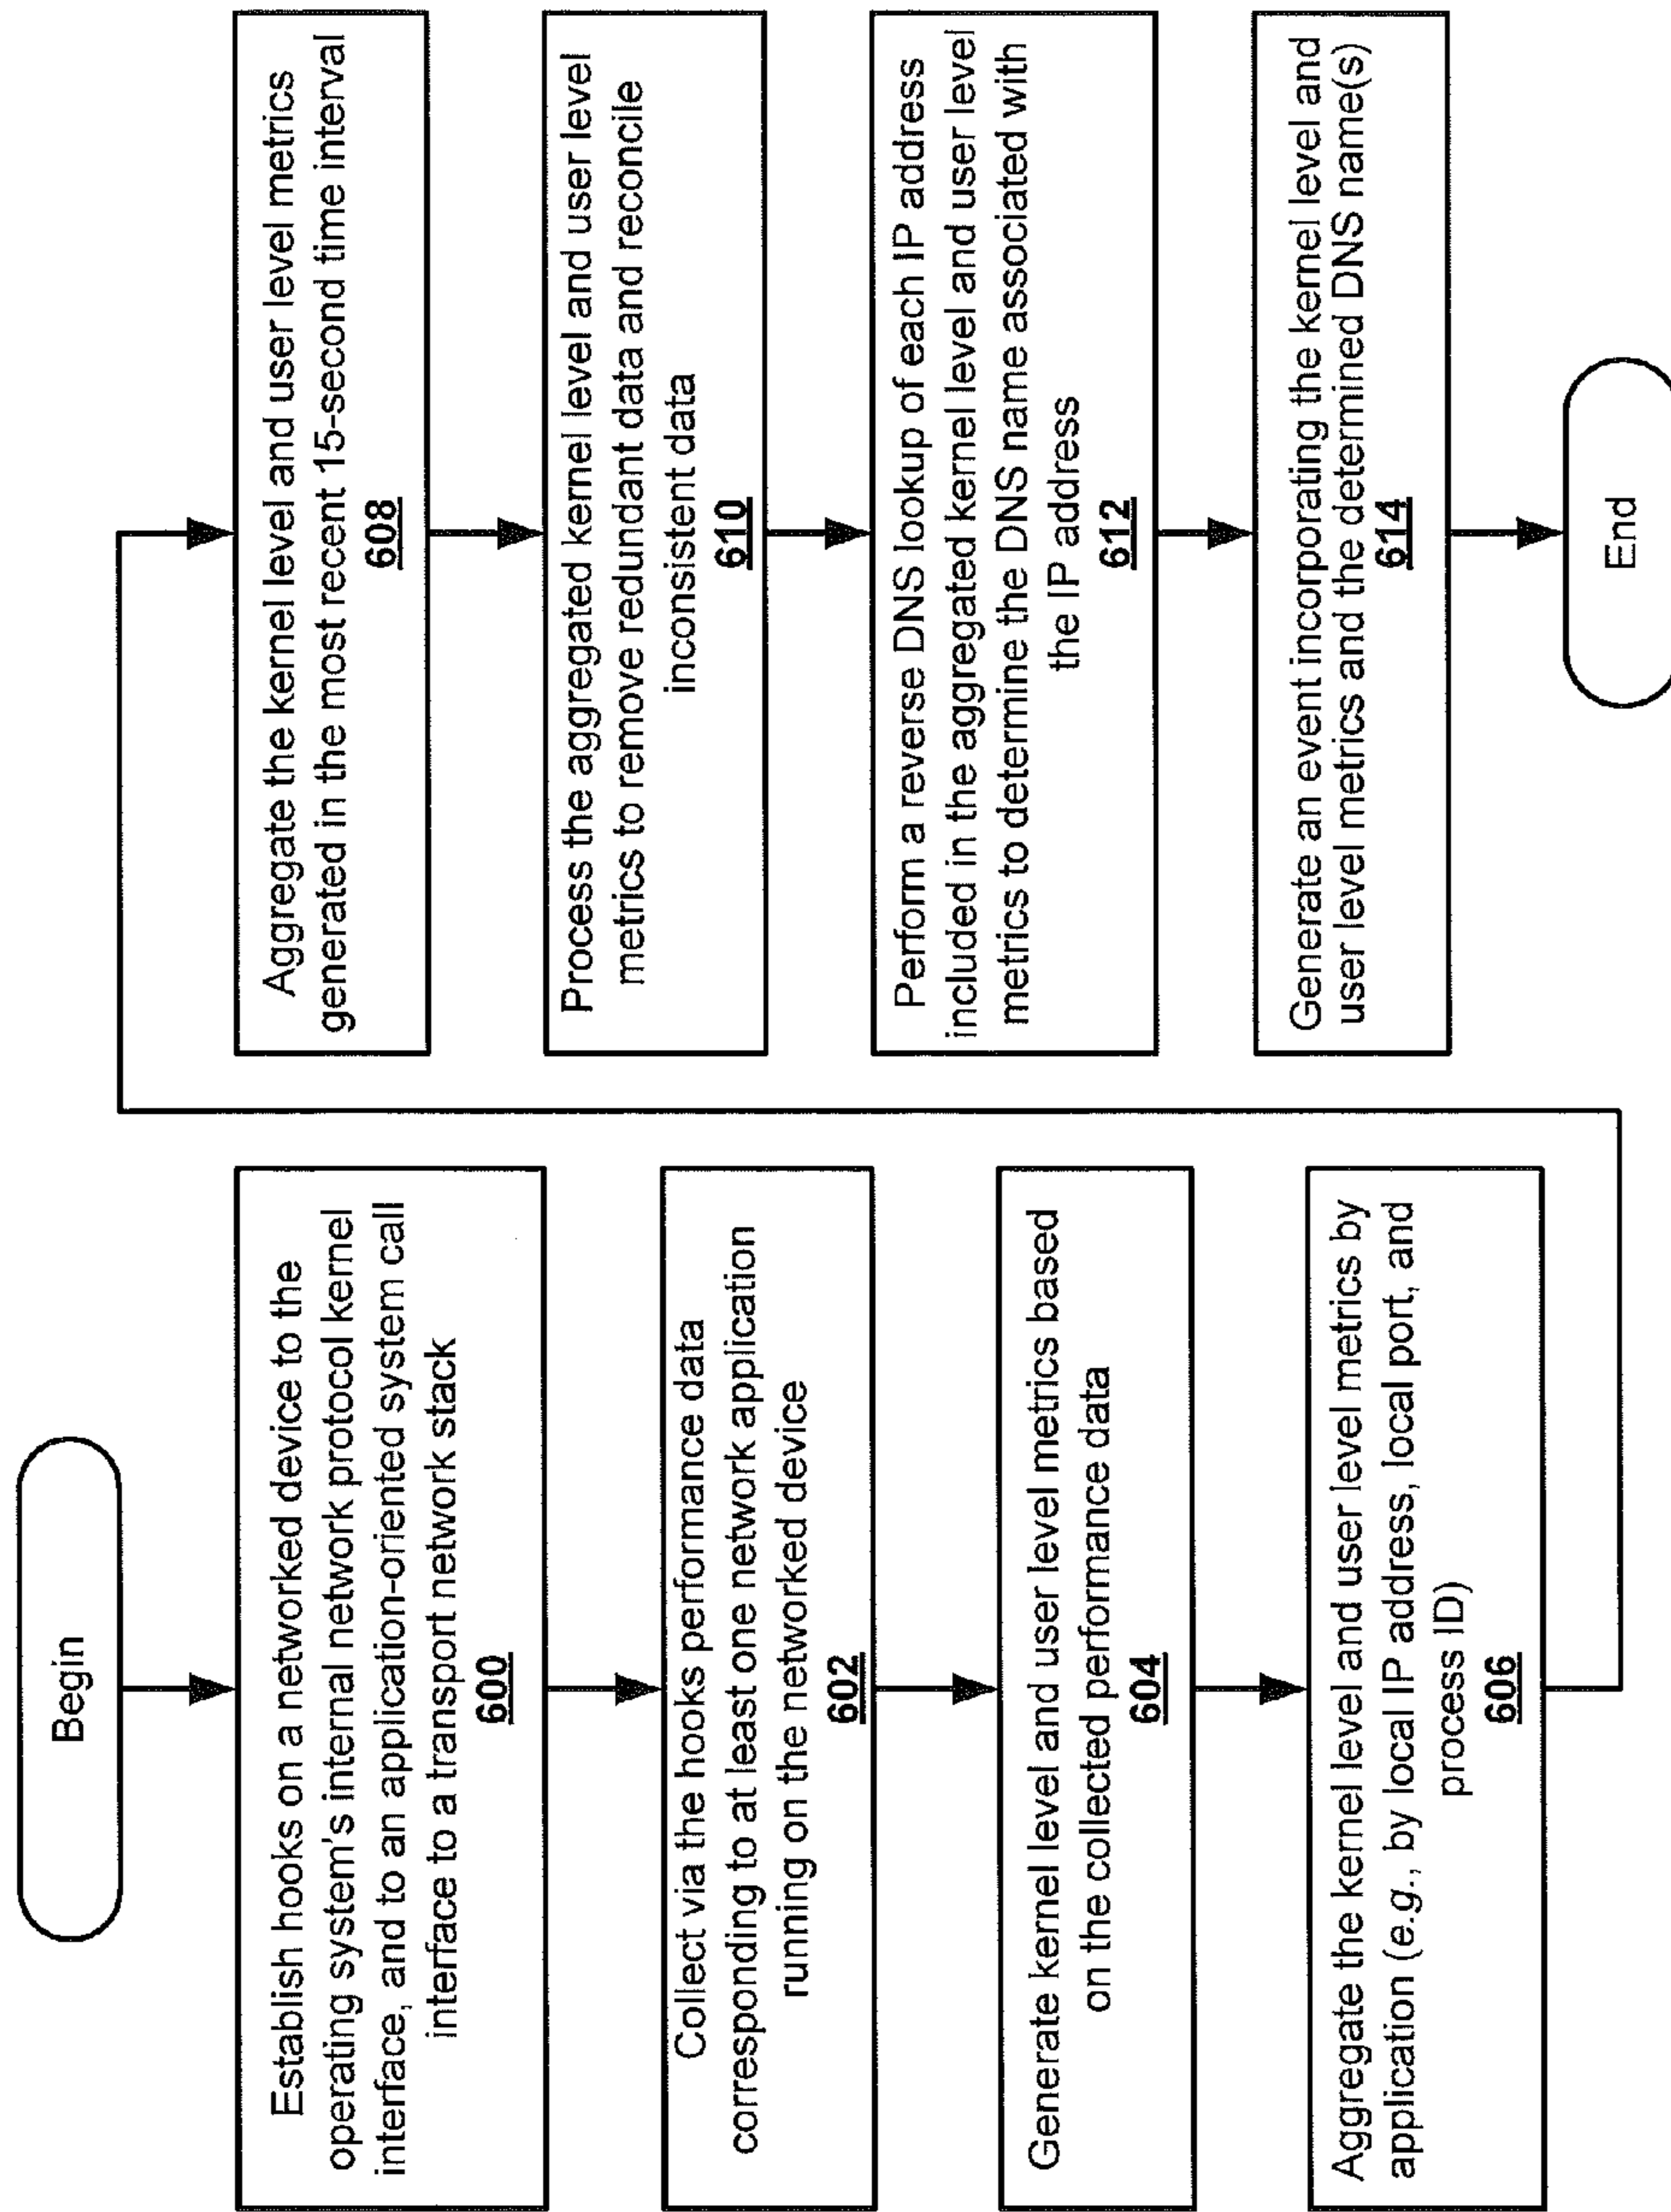 Begin
Establish hooks on a networked device to the
operating system's internal network protocol kernel
interface, and to an application-oriented system call
interface to a transport network stack
600
Collect via the hooks performance data
corresponding to at least one network application
running on the networked device
602
Generate kernel level and user level metrics based
on the collected performance data
604
Aggregate the kernel level and user level metrics by
application (e.g., by local IP address, local port, and
process ID)
606
Aggregate the kernel level and user level metrics
generated in the most recent 15-second time interval
608
Process the aggregated kernel level and user level
metrics to remove redundant data and reconcile
inconsistent data
610
Perform a reverse DNS lookup of each IP address
included in the aggregated kernel level and user level
metrics to determine the DNS name associated with
the IP address
612
Generate an event incorporating the kernel level and
user level metrics and the determined DNS name(s)
614
End